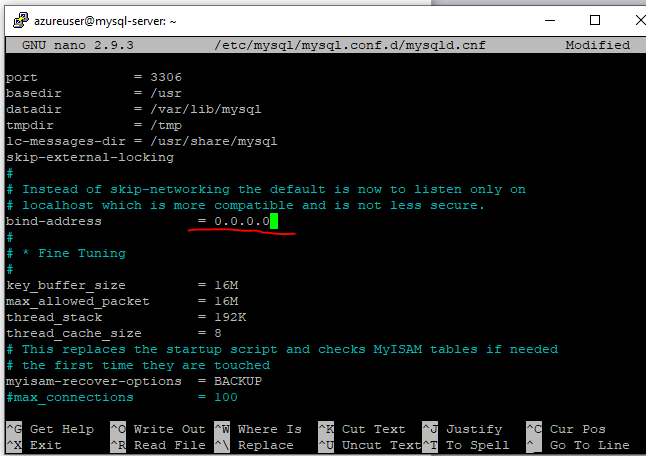 azureuser@mysql-server: ~
GNU nano 2.9.3 /etc/mysql/mysql.conf.d/mysqld.cnf Modified
port = 3306
basedir = /usr
datadir = /var/lib/mysql
tmpdir = /tmp
lc-messages-dir = /usr/share/mysql
skip-external-locking
#
# Instead of skip-networking the default is now to listen only on
# localhost which is more compatible and is not less secure.
bind-address = 0.0.0.0
#
# * Fine Tuning
#
key_buffer_size = 16M
max_allowed_packet = 16M
thread_stack = 192K
thread_cache_size = 8
# This replaces the startup script and checks MyISAM tables if needed
# the first time they are touched
myisam-recover-options = BACKUP
#max_connections = 100
^G Get Help ^O Write Out ^W Where Is ^K Cut Text ^J Justify ^C Cur Pos
^X Exit ^R Read File ^\ Replace ^U Uncut Text ^T To Spell ^_ Go To Line